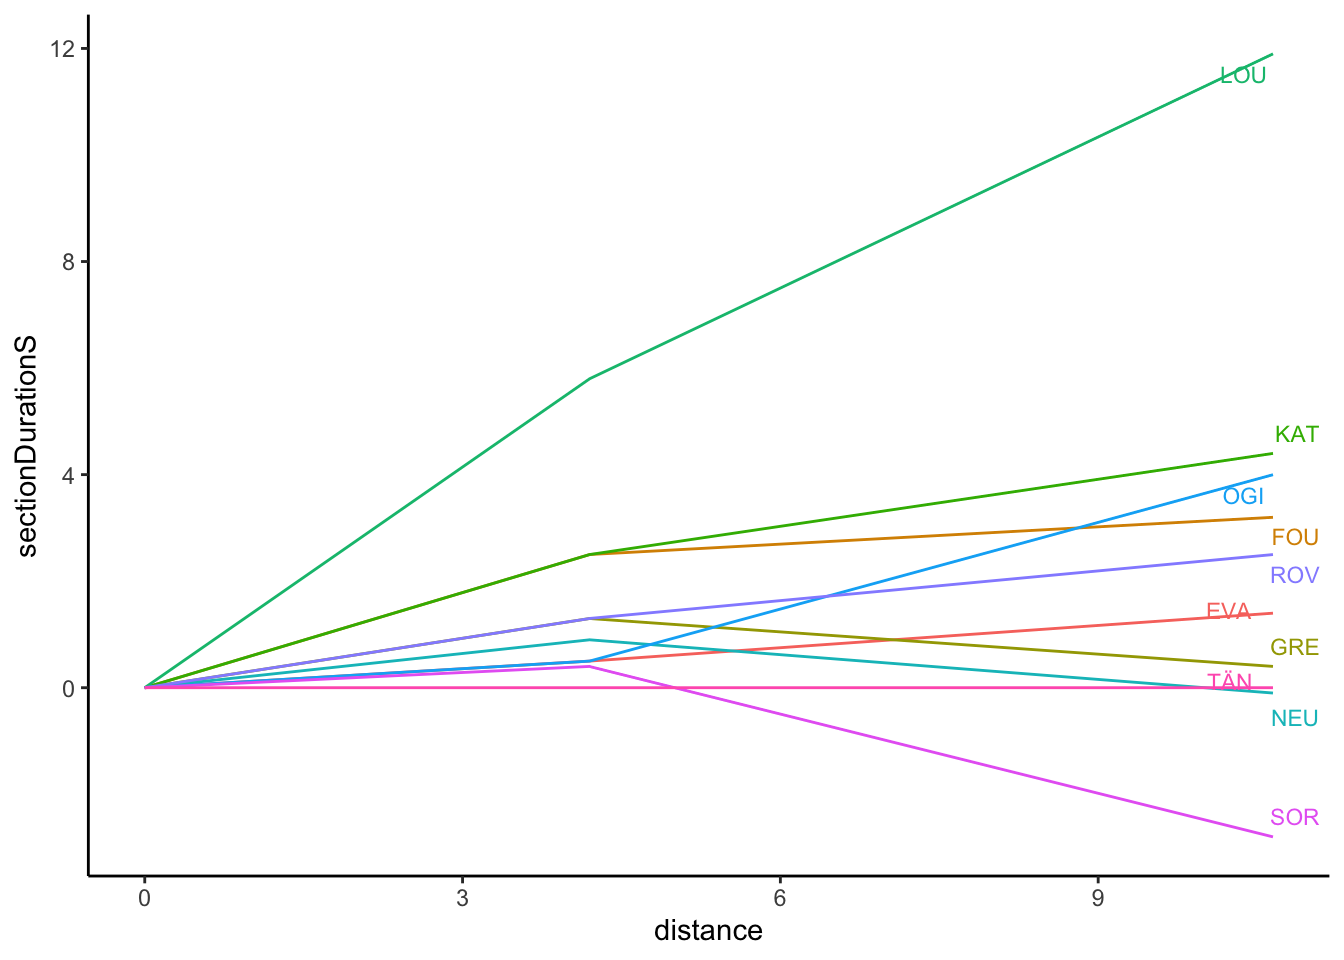 12
8
4
0
sectionDurationS
LOU
KAT
OGI
FOU
ROV
EVA
GRE
TÄN
NEU
SOR
0 3 6 9
distance